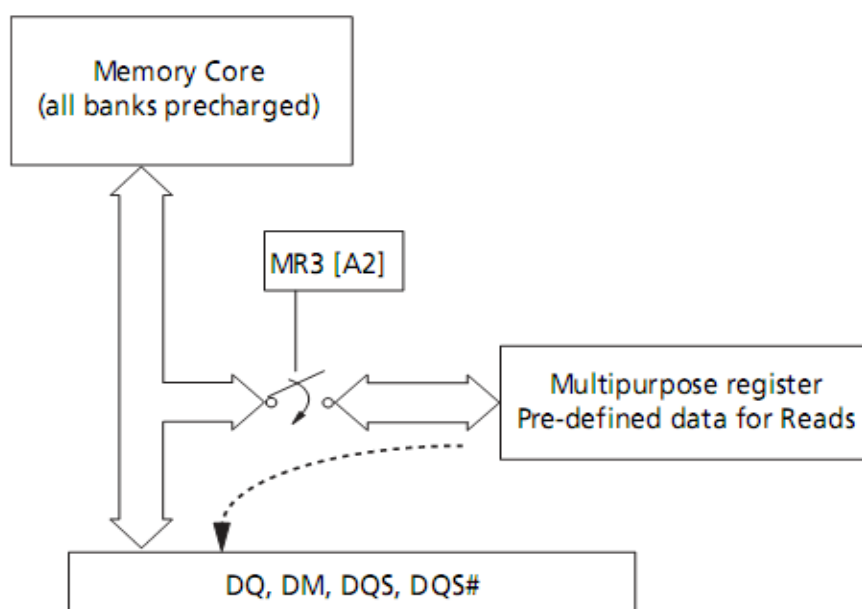 Memory Core
(all banks precharged)
MR3 [A2]
Multipurpose register
Pre-defined data for Reads
DQ, DM, DQS, DQS#